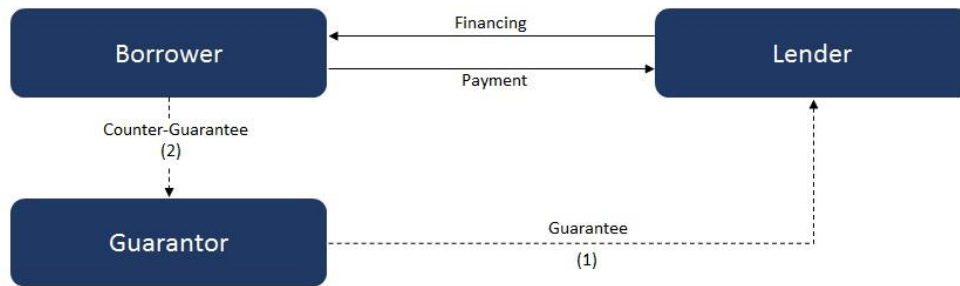 Financing
Borrower
Lender
Payment
Counter-Guarantee
(2)
Guarantor
Guarantee
(1)